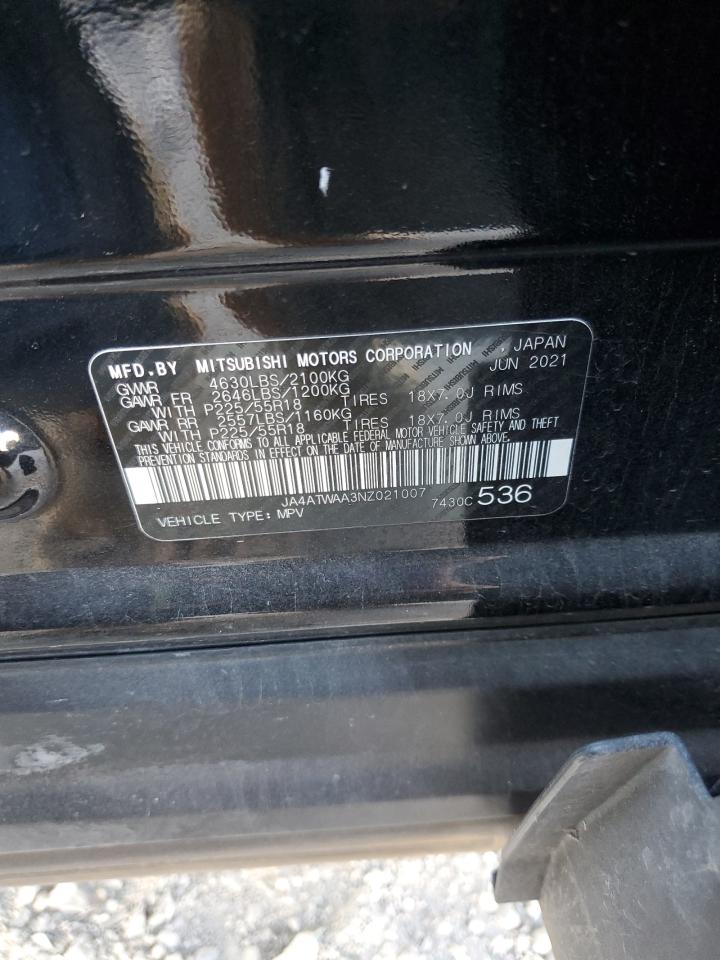 MFD.BY MITSUBISHI MOTORS CORPORATION , JAPAN
GVWR 4630LBS/2100KG JUN 2021
GAWR FR 2646LBS/1200KG
WITH P225/55R18 TIRES 18X7.0J RIMS
GAWR RR 2557LBS/1160KG
WITH P225/55R18 TIRES 18X7.0J RIMS
THIS VEHICLE CONFORMS TO ALL APPLICABLE FEDERAL MOTOR VEHICLE SAFETY AND THEFT
PREVENTION STANDARDS IN EFFECT ON THE DATE OF MANUFACTURE SHOWN ABOVE.
JA4ATWAA3NZ021007 7430C 536
VEHICLE TYPE: MPV